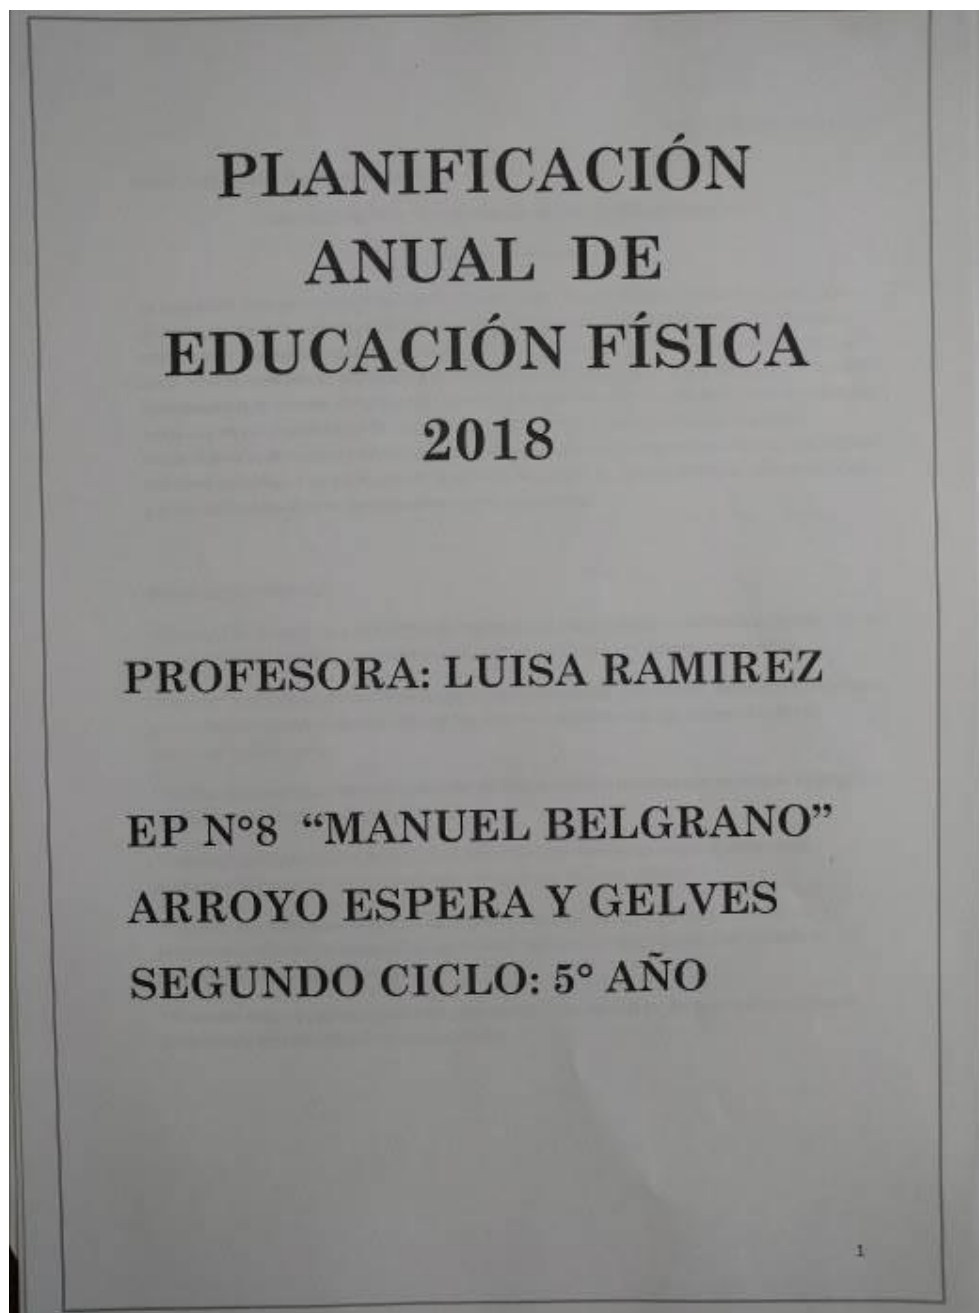 PLANIFICACIÓN
ANUAL DE
EDUCACIÓN FÍSICA
2018
PROFESORA: LUISA RAMIREZ
EP N°8 “MANUEL BELGRANO”
ARROYO ESPERA Y GELVES
SEGUNDO CICLO: 5° AÑO
1